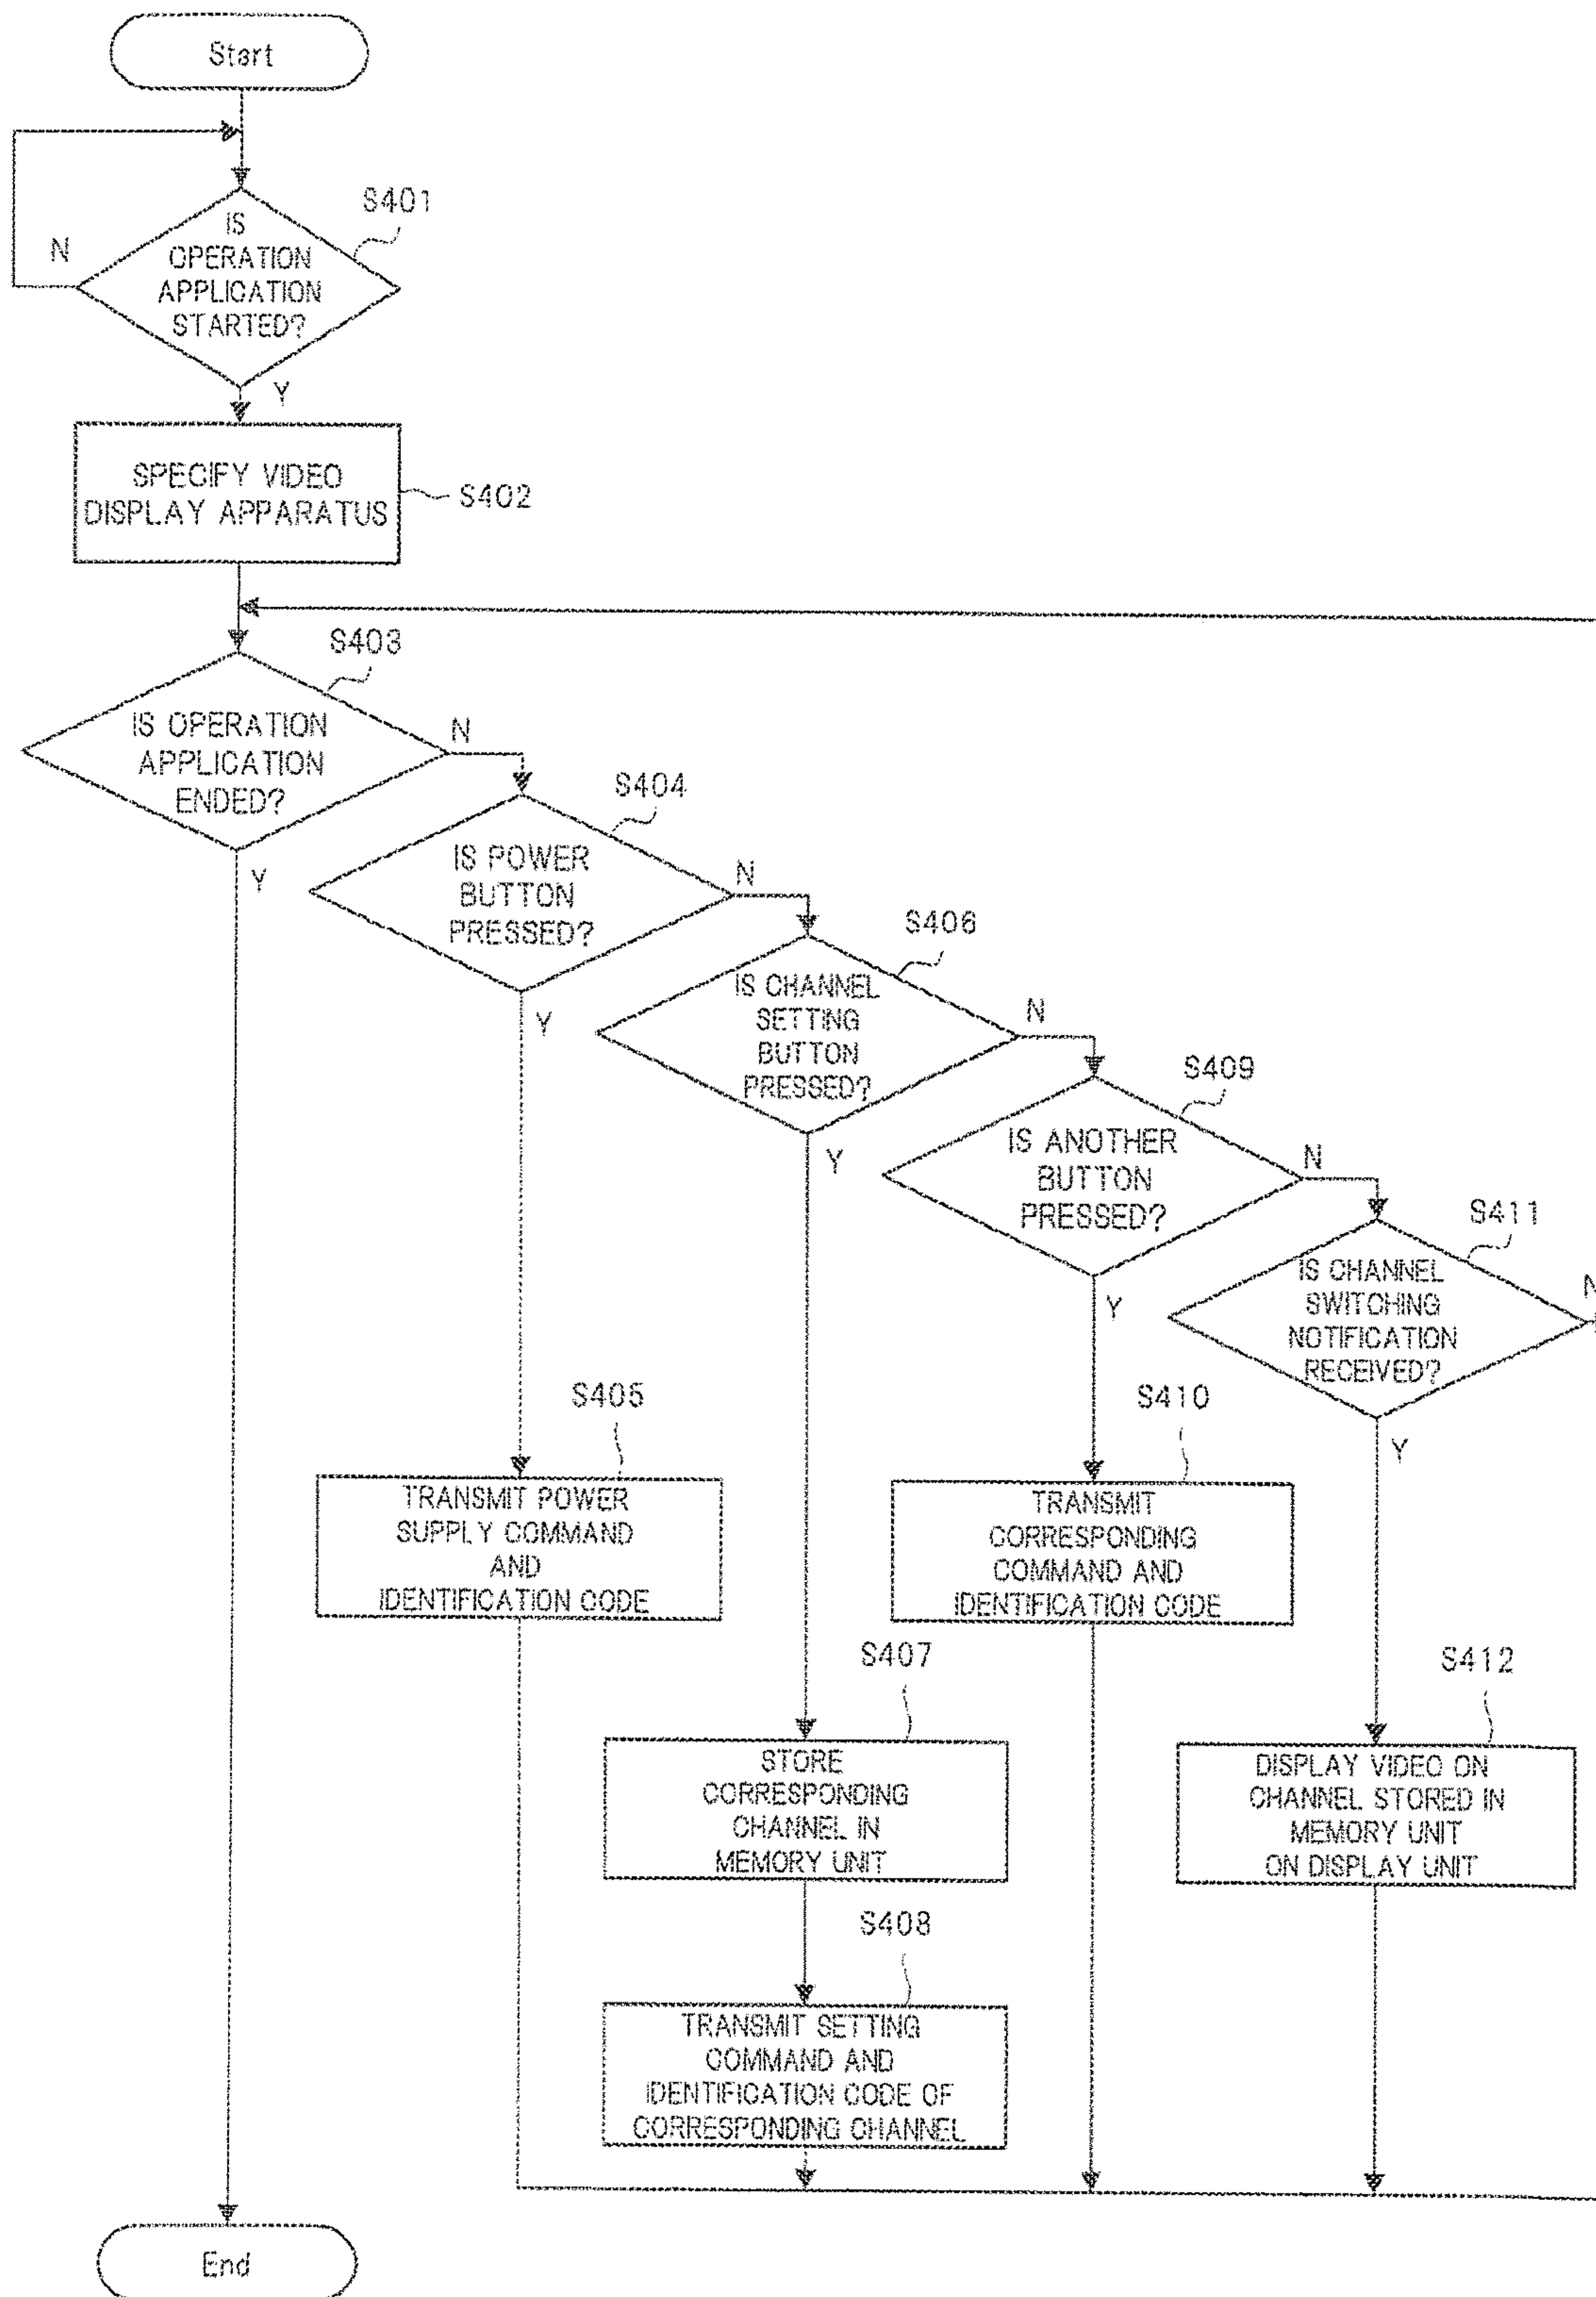 Start
S401
IS
OPERATION
APPLICATION
STARTED?
N
Y
SPECIFY VIDEO
DISPLAY APPARATUS
S402
S403
IS OPERATION
APPLICATION
ENDED?
N
Y
S404
IS POWER
BUTTON
PRESSED?
N
Y
S406
IS CHANNEL
SETTING
BUTTON
PRESSED?
N
Y
S409
IS ANOTHER
BUTTON
PRESSED?
N
Y
S411
IS CHANNEL
SWITCHING
NOTIFICATION
RECEIVED?
N
Y
S405
TRANSMIT POWER
SUPPLY COMMAND
AND
IDENTIFICATION CODE
S410
TRANSMIT
CORRESPONDING
COMMAND AND
IDENTIFICATION CODE
S407
STORE
CORRESPONDING
CHANNEL IN
MEMORY UNIT
S412
DISPLAY VIDEO ON
CHANNEL STORED IN
MEMORY UNIT
ON DISPLAY UNIT
S408
TRANSMIT SETTING
COMMAND AND
IDENTIFICATION CODE OF
CORRESPONDING CHANNEL
End